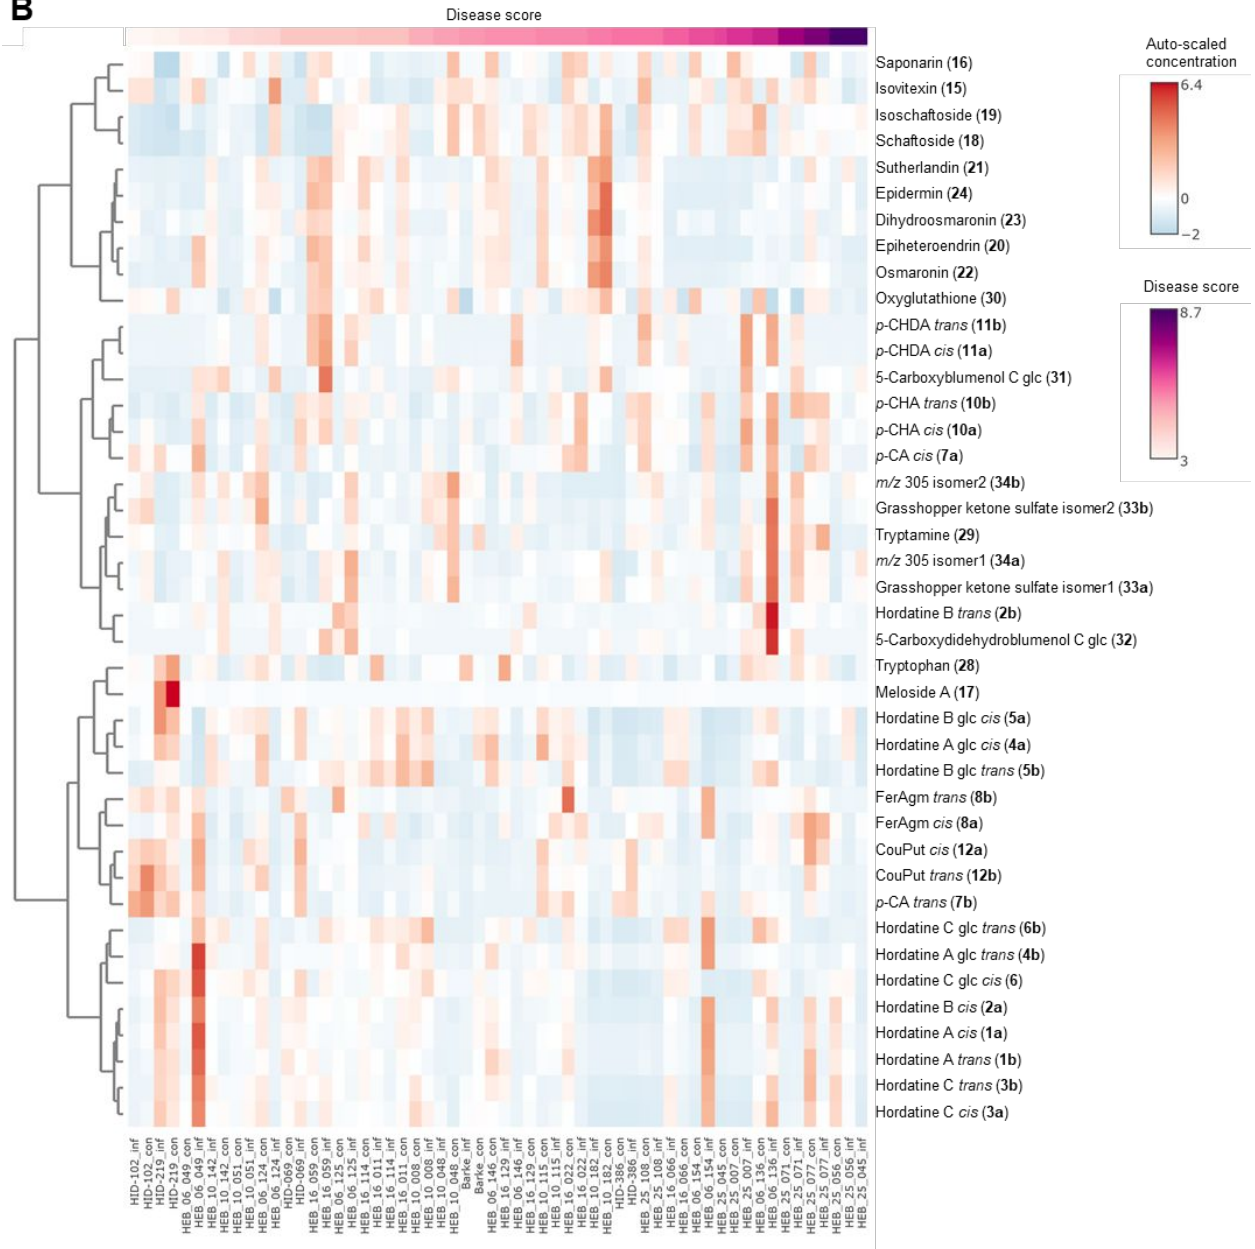 B
Disease score
Saponarin (16)
Isovitexin (15)
Isoschaftoside (19)
Schaftoside (18)
Sutherlandin (21)
Epidermin (24)
Dihydroosmaronin (23)
Epiheteroendrin (20)
Osmaronin (22)
Oxyglutathione (30)
p-CHDA trans (11b)
p-CHDA cis (11a)
5-Carboxyblumenol C glc (31)
p-CHA trans (10b)
p-CHA cis (10a)
p-CA cis (7a)
m/z 305 isomer2 (34b)
Grasshopper ketone sulfate isomer2 (33b)
Tryptamine (29)
m/z 305 isomer1 (34a)
Grasshopper ketone sulfate isomer1 (33a)
Hordatine B trans (2b)
5-Carboxydidehydroblumenol C glc (32)
Tryptophan (28)
Meloside A (17)
Hordatine B glc cis (5a)
Hordatine A glc cis (4a)
Hordatine B glc trans (5b)
FerAgm trans (8b)
FerAgm cis (8a)
CouPut cis (12a)
CouPut trans (12b)
p-CA trans (7b)
Hordatine C glc trans (6b)
Hordatine A glc trans (4b)
Hordatine C glc cis (6)
Hordatine B cis (2a)
Hordatine A cis (1a)
Hordatine A trans (1b)
Hordatine C trans (3b)
Hordatine C cis (3a)
Auto-scaled
concentration
6.4
0
−2
Disease score
8.7
3
HID-102_inf
HID-102_con
HID-219_inf
HID-219_con
HEB_06_049_con
HEB_06_049_inf
HEB_10_142_inf
HEB_10_142_con
HEB_10_051_con
HEB_10_051_inf
HEB_06_124_con
HEB_06_124_inf
HID-069_con
HID-069_inf
HEB_16_059_con
HEB_16_059_inf
HEB_06_125_con
HEB_06_125_inf
HEB_16_114_con
HEB_16_011_inf
HEB_16_114_inf
HEB_16_011_con
HEB_10_008_con
HEB_10_008_inf
HEB_10_048_inf
HEB_10_048_con
Barke_inf
Barke_con
HEB_06_146_con
HEB_16_129_inf
HEB_06_146_inf
HEB_16_129_con
HEB_10_115_con
HEB_10_115_inf
HEB_16_022_con
HEB_16_022_inf
HEB_10_182_inf
HEB_10_182_con
HID-386_con
HID-386_inf
HEB_25_108_con
HEB_25_108_inf
HEB_16_066_inf
HEB_16_066_con
HEB_06_154_con
HEB_06_154_inf
HEB_25_045_con
HEB_25_007_con
HEB_25_007_inf
HEB_06_136_con
HEB_06_136_inf
HEB_25_071_con
HEB_25_071_inf
HEB_25_077_con
HEB_25_077_inf
HEB_25_056_con
HEB_25_056_inf
HEB_25_045_inf